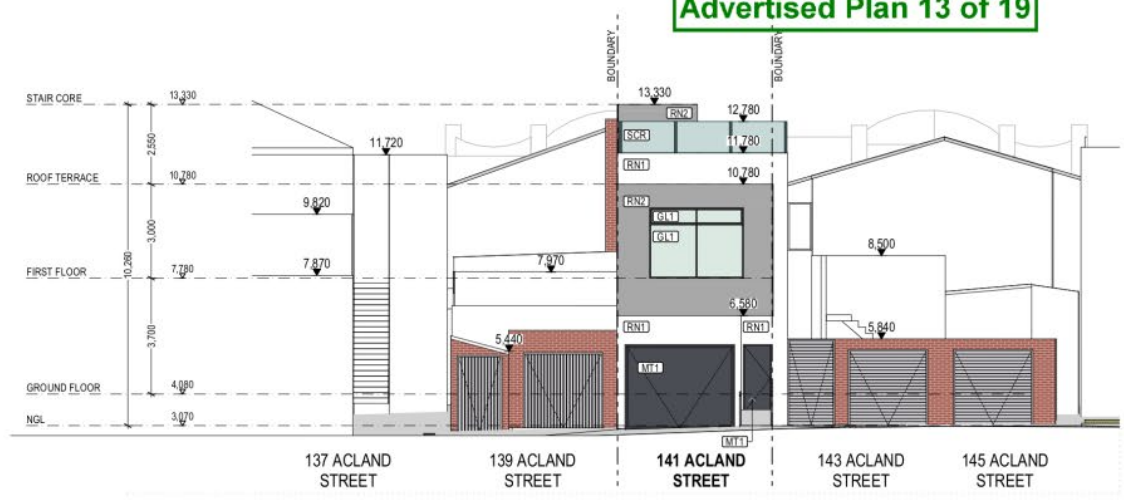 Advertised Plan 13 of 19
BOUNDARY
BOUNDARY
STAIR CORE
13,330
13,330
RN2
12,780
SCR
11,780
11,720
RN1
2,550
ROOF TERRACE
10,780
10,780
9,820
RN2
GL1
GL1
3,000
10,260
8,500
7,970
7,870
FIRST FLOOR
7,780
6,580
RN1
RN1
5,840
5,440
3,700
MT1
GROUND FLOOR
4,080
NGL
3,070
MT1
137 ACLAND
STREET
139 ACLAND
STREET
141 ACLAND
STREET
143 ACLAND
STREET
145 ACLAND
STREET